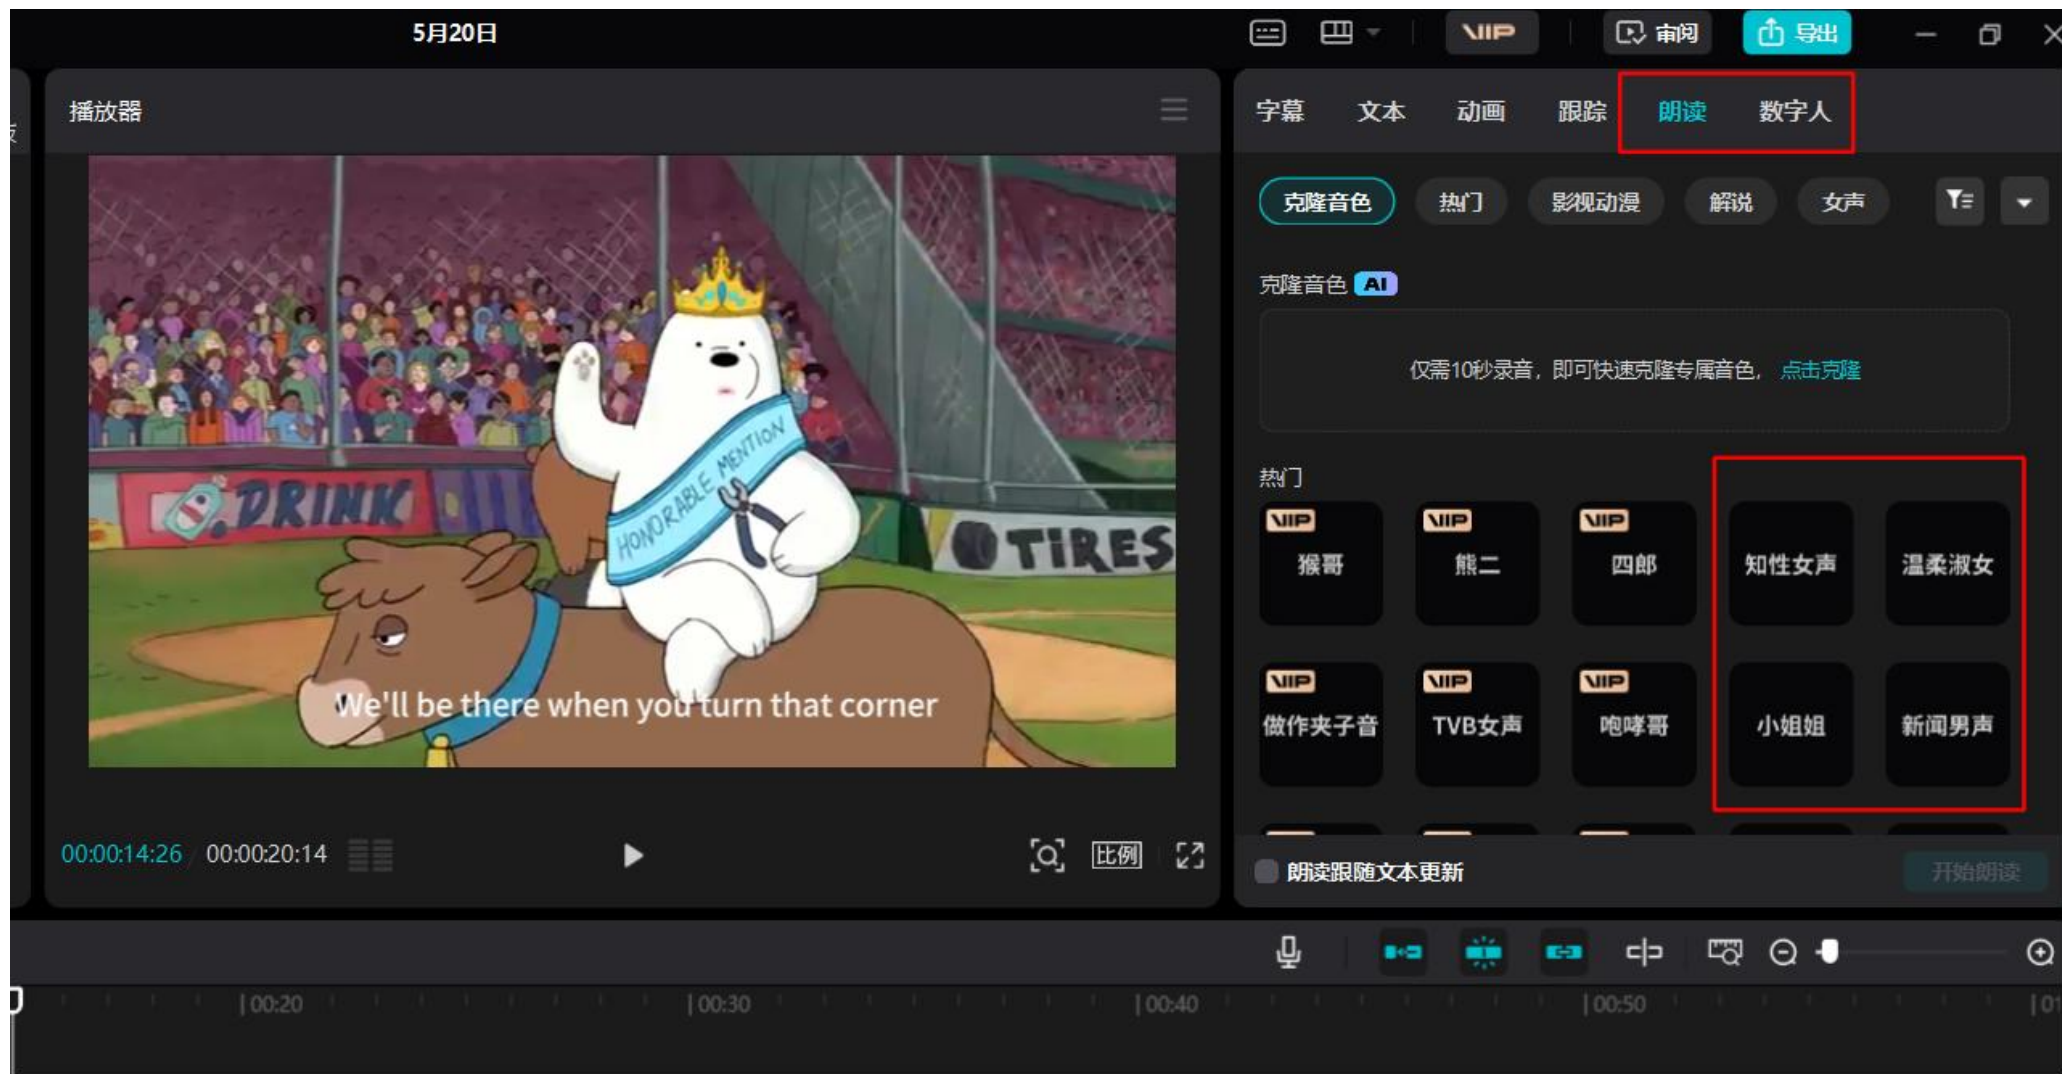 5月20日
VIP
审阅
导出
播放器
字幕 文本 动画 跟踪 朗读 数字人
克隆音色 热门 影视动漫 解说 女声
克隆音色 AI
仅需10秒录音，即可快速克隆专属音色，点击克隆
热门
VIP VIP VIP
猴哥 熊二 四郎 知性女声 温柔淑女
VIP VIP VIP
做作夹子音 TVB女声 咆哮哥 小姐姐 新闻男声
DRINK
HONORABLE MENTION
TIRES
We'll be there when you turn that corner
00:00:14:26 / 00:00:20:14
比例
朗读跟随文本更新
开始朗读
00:20 00:30 00:40 00:50